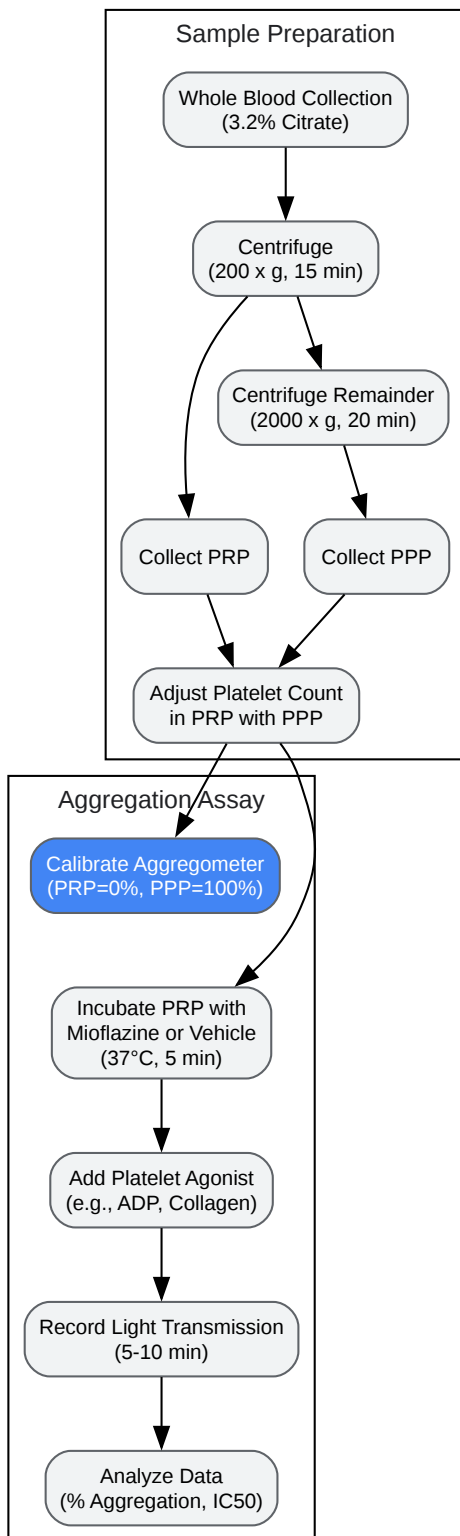 Sample Preparation
Whole Blood Collection
(3.2% Citrate)
Centrifuge
(200 x g, 15 min)
Centrifuge Remainder
(2000 x g, 20 min)
Collect PRP
Collect PPP
Adjust Platelet Count
in PRP with PPP
Aggregation Assay
Calibrate Aggregometer
(PRP=0%, PPP=100%)
Incubate PRP with
Mioflazine or Vehicle
(37°C, 5 min)
Add Platelet Agonist
(e.g., ADP, Collagen)
Record Light Transmission
(5-10 min)
Analyze Data
(% Aggregation, IC50)